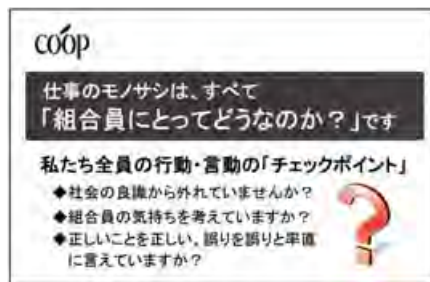 coop
仕事のモノサシは、すべて
「組合員にとってどうなのか？」です
私たち全員の行動・言動の「チェックポイント」
◆社会の良識から外れていませんか？
◆組合員の気持ちを考えていますか？
◆正しいことを正しい、誤りを誤りと率直
に言えていますか？